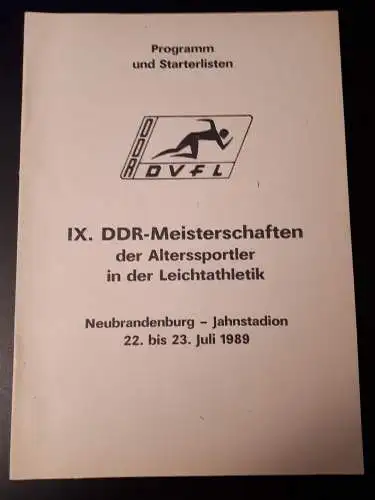 Programm
und Starterlisten
DDR
DVfL
IX. DDR-Meisterschaften
der Alterssportler
in der Leichtathletik
Neubrandenburg – Jahnstadion
22. bis 23. Juli 1989